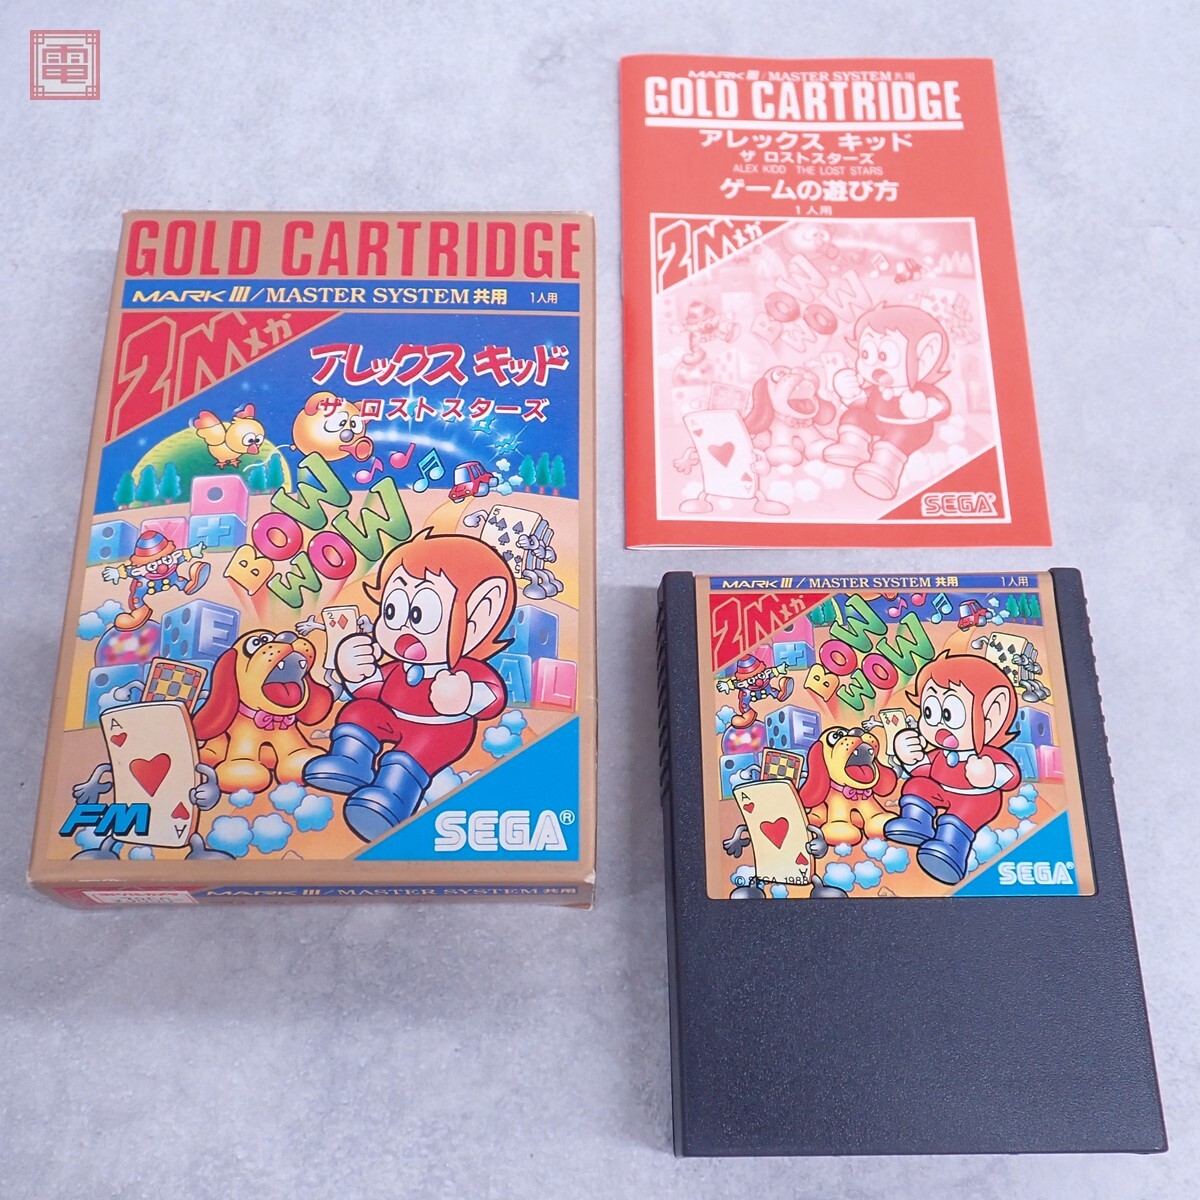 電
GOLD CARTRIDGE
MARK III/MASTER SYSTEM 共用 1人用
2Mメガ
アレックス キッド
ザ ロストスターズ
BOW WOW
E
A L
A
A
FM
SEGA®
MARK III/MASTER SYSTEM 共用
MARK III/MASTER SYSTEM 共用
GOLD CARTRIDGE
アレックス キッド
ザ ロストスターズ
ALEX KIDD THE LOST STARS
ゲームの遊び方
1人用
2Mメガ
BOW WOW
SEGA®
MARK III/MASTER SYSTEM 共用 1人用
2Mメガ
BOW WOW
E
A L
A
A
© SEGA 1988
SEGA®